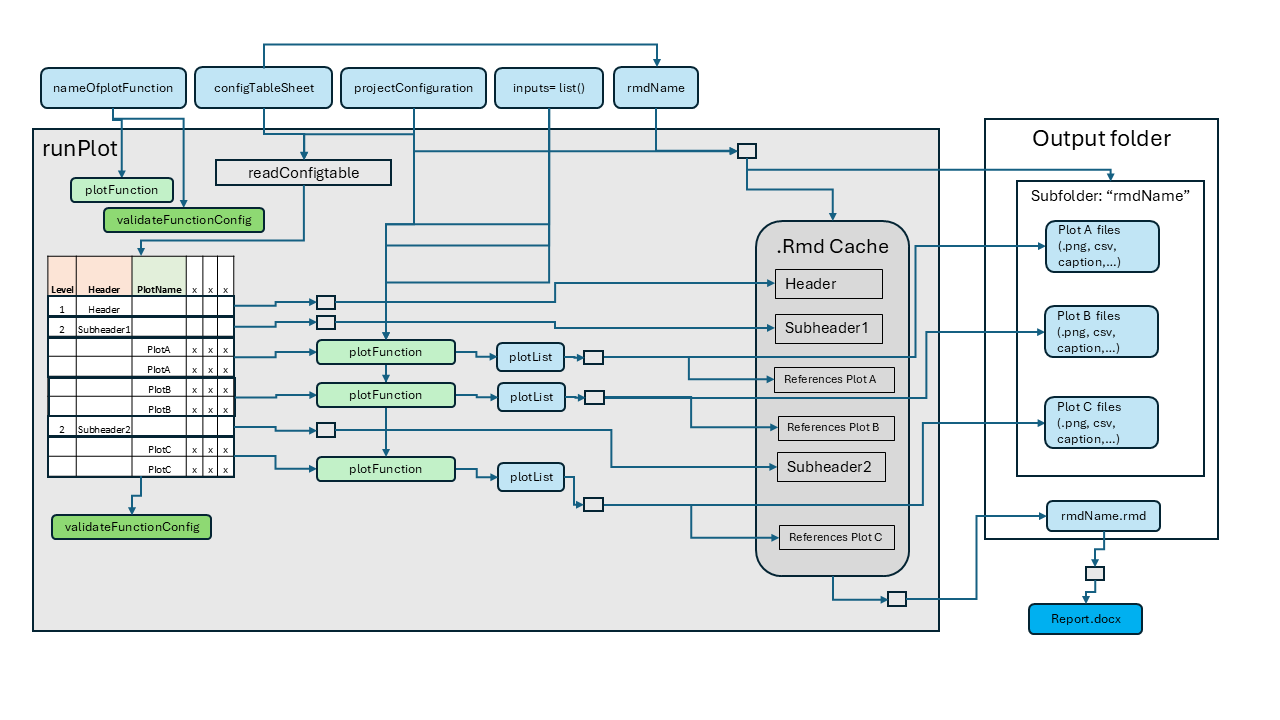 nameOfplotFunction
configTableSheet
projectConfiguration
inputs= list()
rmdName
runPlot
readConfigtable
plotFunction
validateFunctionConfig
Level Header PlotName x x x
1 Header
2 Subheader1
PlotA x x x
PlotA x x x
PlotB x x x
PlotB x x x
2 Subheader2
PlotC x x x
PlotC x x x
validateFunctionConfig
plotFunction
plotList
plotFunction
plotList
plotFunction
plotList
.Rmd Cache
Header
Subheader1
References Plot A
References Plot B
Subheader2
References Plot C
Output folder
Subfolder: “rmdName”
Plot A files
(.png, csv,
caption,...)
Plot B files
(.png, csv,
caption,...)
Plot C files
(.png, csv,
caption,...)
rmdName.rmd
Report.docx